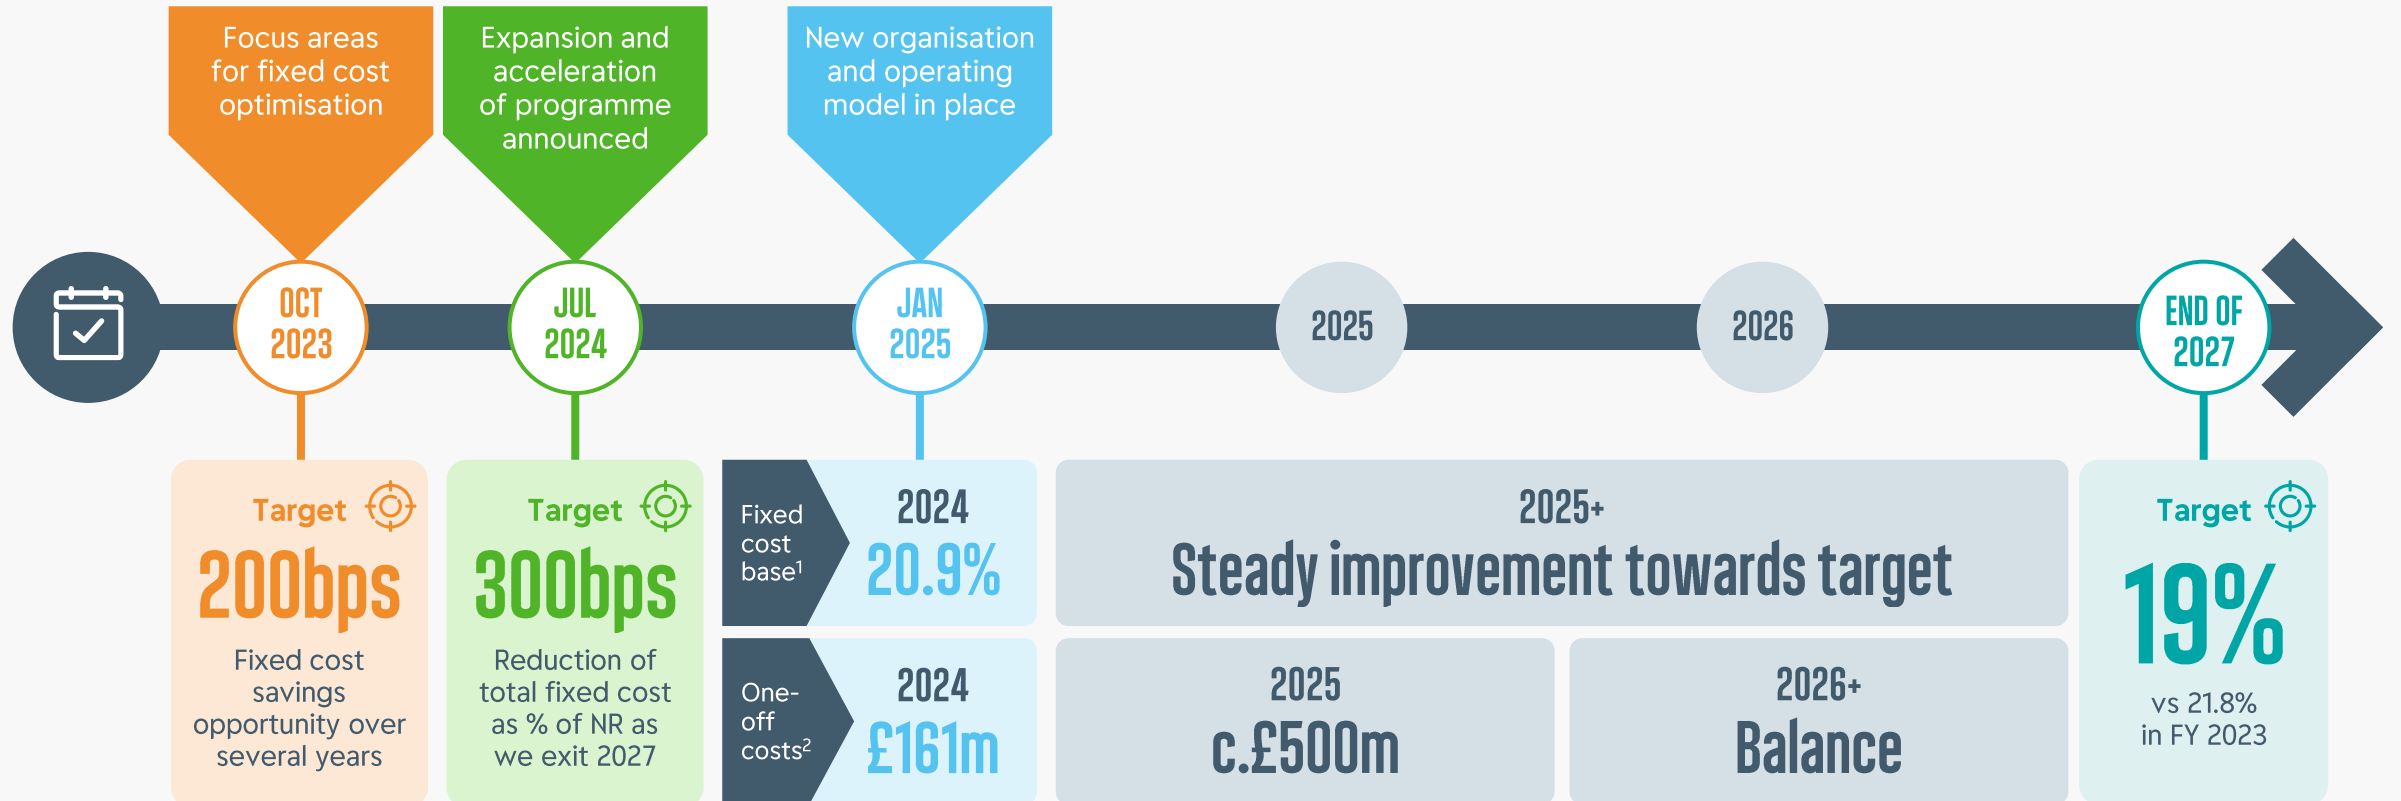 Focus areas
for fixed cost
optimisation
Expansion and
acceleration
of programme
announced
New organisation
and operating
model in place
OCT
2023
JUL
2024
JAN
2025
2025
2026
END OF
2027
Target
200bps
Fixed cost
savings
opportunity over
several years
Target
300bps
Reduction of
total fixed cost
as % of NR as
we exit 2027
Fixed
cost
base¹
2024
20.9%
2025+
Steady improvement towards target
One-
off
costs²
2024
£161m
2025
c.£500m
2026+
Balance
Target
19%
vs 21.8%
in FY 2023